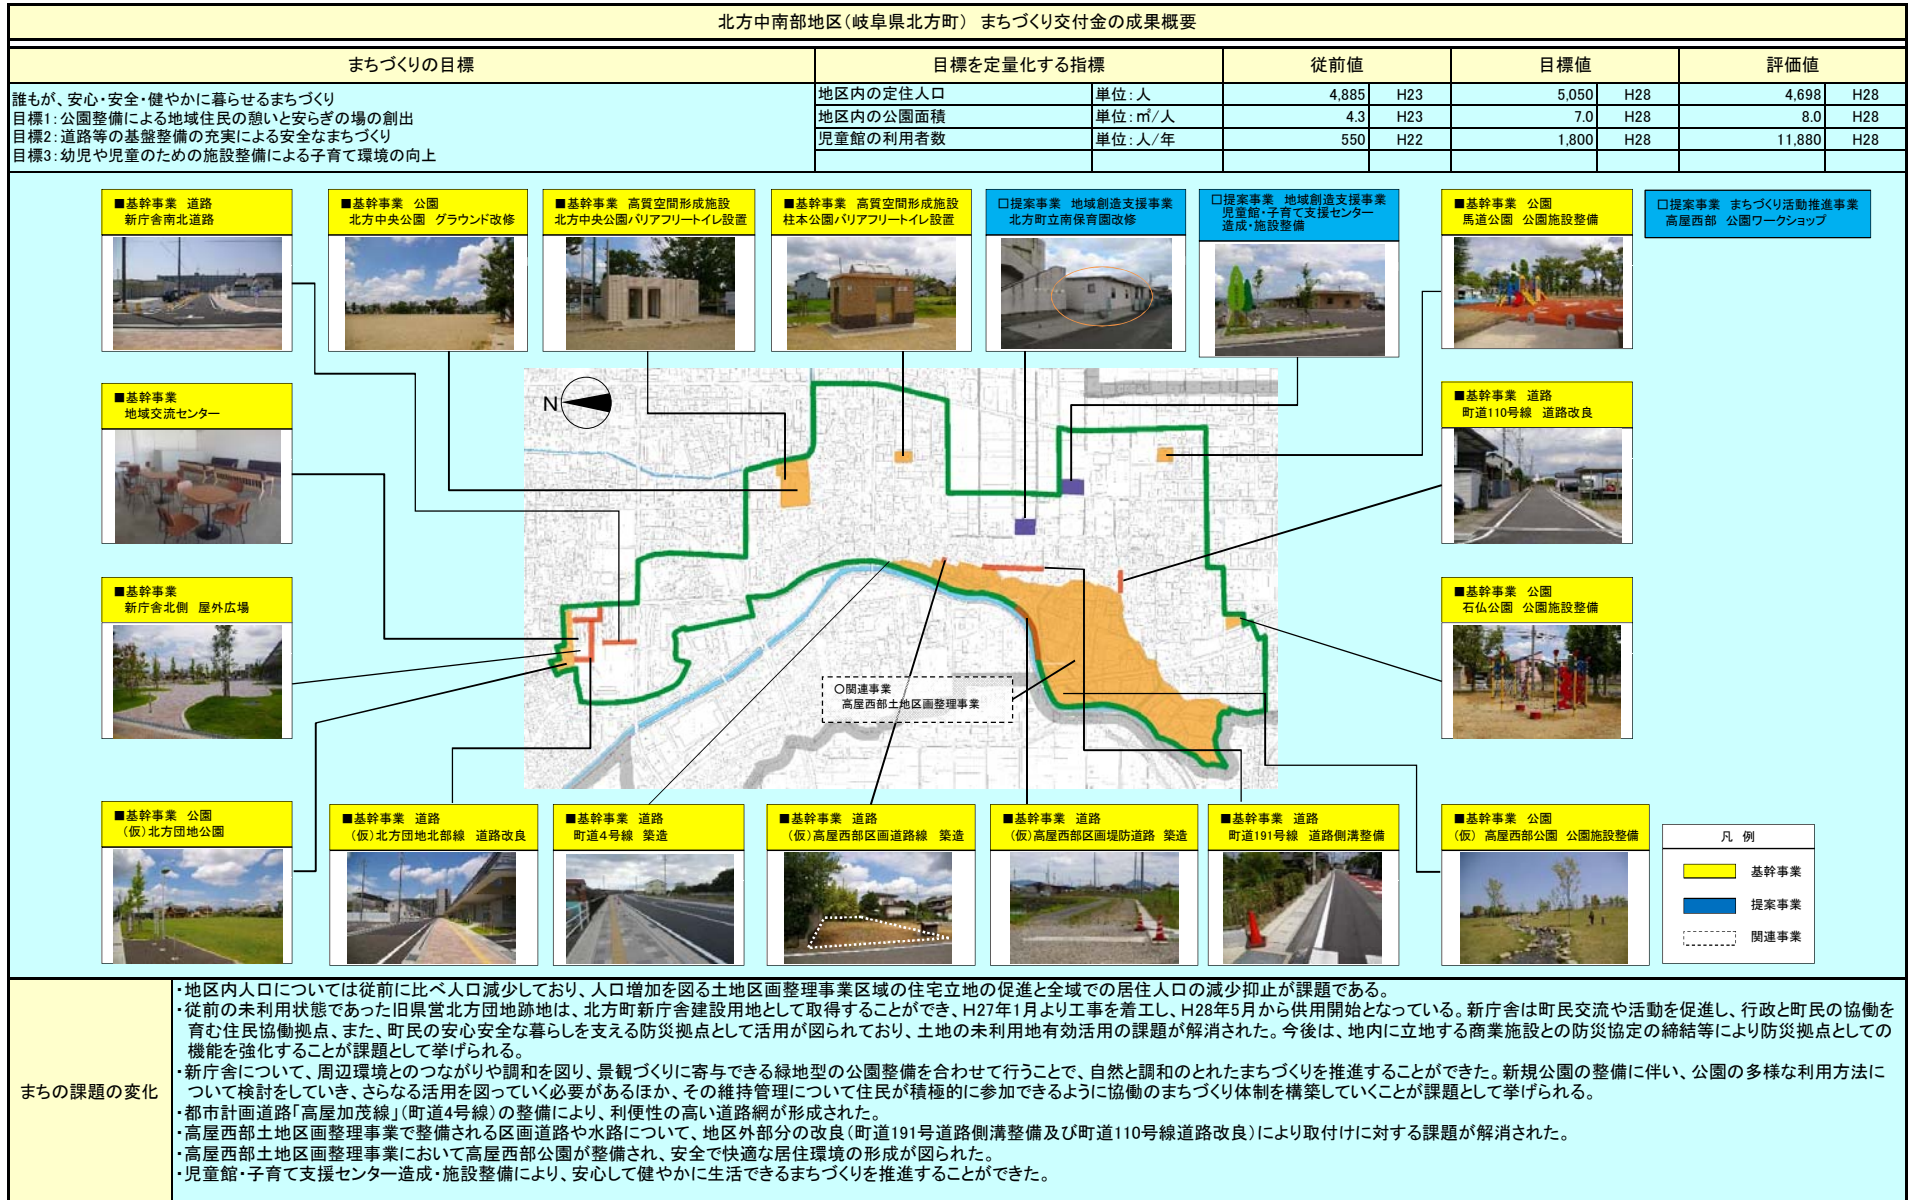 北方中南部地区（岐阜県北方町） まちづくり交付金の成果概要
まちづくりの目標
目標を定量化する指標
従前値
目標値
評価値
誰もが、安心・安全・健やかに暮らせるまちづくり
目標1：公園整備による地域住民の憩いと安らぎの場の創出
目標2：道路等の基盤整備の充実による安全なまちづくり
目標3：幼児や児童のための施設整備による子育て環境の向上
地区内の定住人口 単位：人 4,885 H23 5,050 H28 4,698 H28
地区内の公園面積 単位：㎡/人 4.3 H23 7.0 H28 8.0 H28
児童館の利用者数 単位：人/年 550 H22 1,800 H28 11,880 H28
■基幹事業 道路
新庁舎南北道路
■基幹事業 公園
北方中央公園 グラウンド改修
■基幹事業 高質空間形成施設
北方中央公園バリアフリートイレ設置
■基幹事業 高質空間形成施設
柱本公園バリアフリートイレ設置
□提案事業 地域創造支援事業
北方町立南保育園改修
□提案事業 地域創造支援事業
児童館・子育て支援センター
造成・施設整備
■基幹事業 公園
馬道公園 公園施設整備
□提案事業 まちづくり活動推進事業
高屋西部 公園ワークショップ
■基幹事業
地域交流センター
N
■基幹事業 道路
町道110号線 道路改良
■基幹事業
新庁舎北側 屋外広場
■基幹事業 公園
石仏公園 公園施設整備
○関連事業
高屋西部土地区画整理事業
■基幹事業 公園
（仮）北方団地公園
■基幹事業 道路
（仮）北方団地北部線 道路改良
■基幹事業 道路
町道4号線 築造
■基幹事業 道路
（仮）高屋西部区画道路線 築造
■基幹事業 道路
（仮）高屋西部区画堤防道路 築造
■基幹事業 道路
町道191号線 道路側溝整備
■基幹事業 公園
（仮） 高屋西部公園 公園施設整備
凡 例
基幹事業
提案事業
関連事業
まちの課題の変化
・地区内人口については従前に比べ人口減少しており、人口増加を図る土地区画整理事業区域の住宅立地の促進と全域での居住人口の減少抑止が課題である。
・従前の未利用状態であった旧県営北方団地跡地は、北方町新庁舎建設用地として取得することができ、H27年1月より工事を着工し、H28年5月から供用開始となっている。新庁舎は町民交流や活動を促進し、行政と町民の協働を
育む住民協働拠点、また、町民の安心安全な暮らしを支える防災拠点として活用が図られており、土地の未利用地有効活用の課題が解消された。今後は、地内に立地する商業施設との防災協定の締結等により防災拠点としての
機能を強化することが課題として挙げられる。
・新庁舎について、周辺環境とのつながりや調和を図り、景観づくりに寄与できる緑地型の公園整備を合わせて行うことで、自然と調和のとれたまちづくりを推進することができた。新規公園の整備に伴い、公園の多様な利用方法に
ついて検討をしていき、さらなる活用を図っていく必要があるほか、その維持管理について住民が積極的に参加できるように協働のまちづくり体制を構築していくことが課題として挙げられる。
・都市計画道路「高屋加茂線」（町道4号線）の整備により、利便性の高い道路網が形成された。
・高屋西部土地区画整理事業で整備される区画道路や水路について、地区外部分の改良（町道191号道路側溝整備及び町道110号線道路改良）により取付けに対する課題が解消された。
・高屋西部土地区画整理事業において高屋西部公園が整備され、安全で快適な居住環境の形成が図られた。
・児童館・子育て支援センター造成・施設整備により、安心して健やかに生活できるまちづくりを推進することができた。